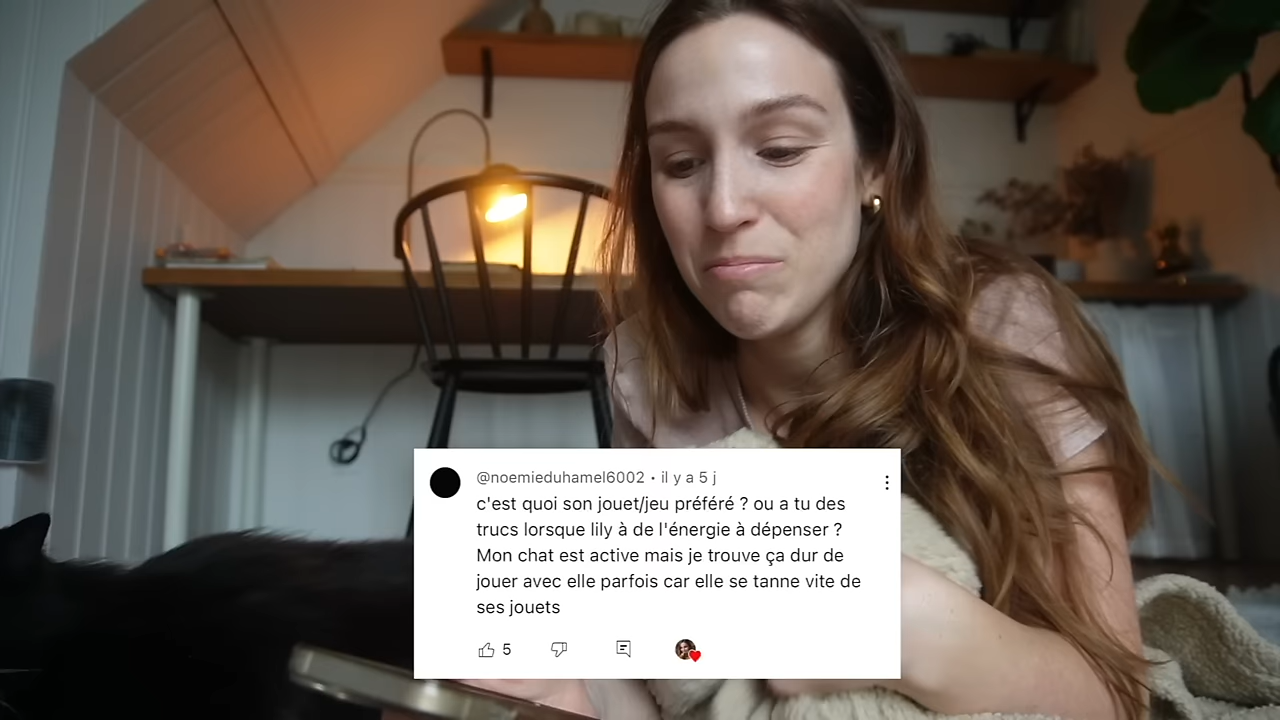 @noemieduhamel6002 • il y a 5 j
c'est quoi son jouet/jeu préféré ? ou a tu des
trucs lorsque lily à de l'énergie à dépenser ?
Mon chat est active mais je trouve ça dur de
jouer avec elle parfois car elle se tanne vite de
ses jouets
5